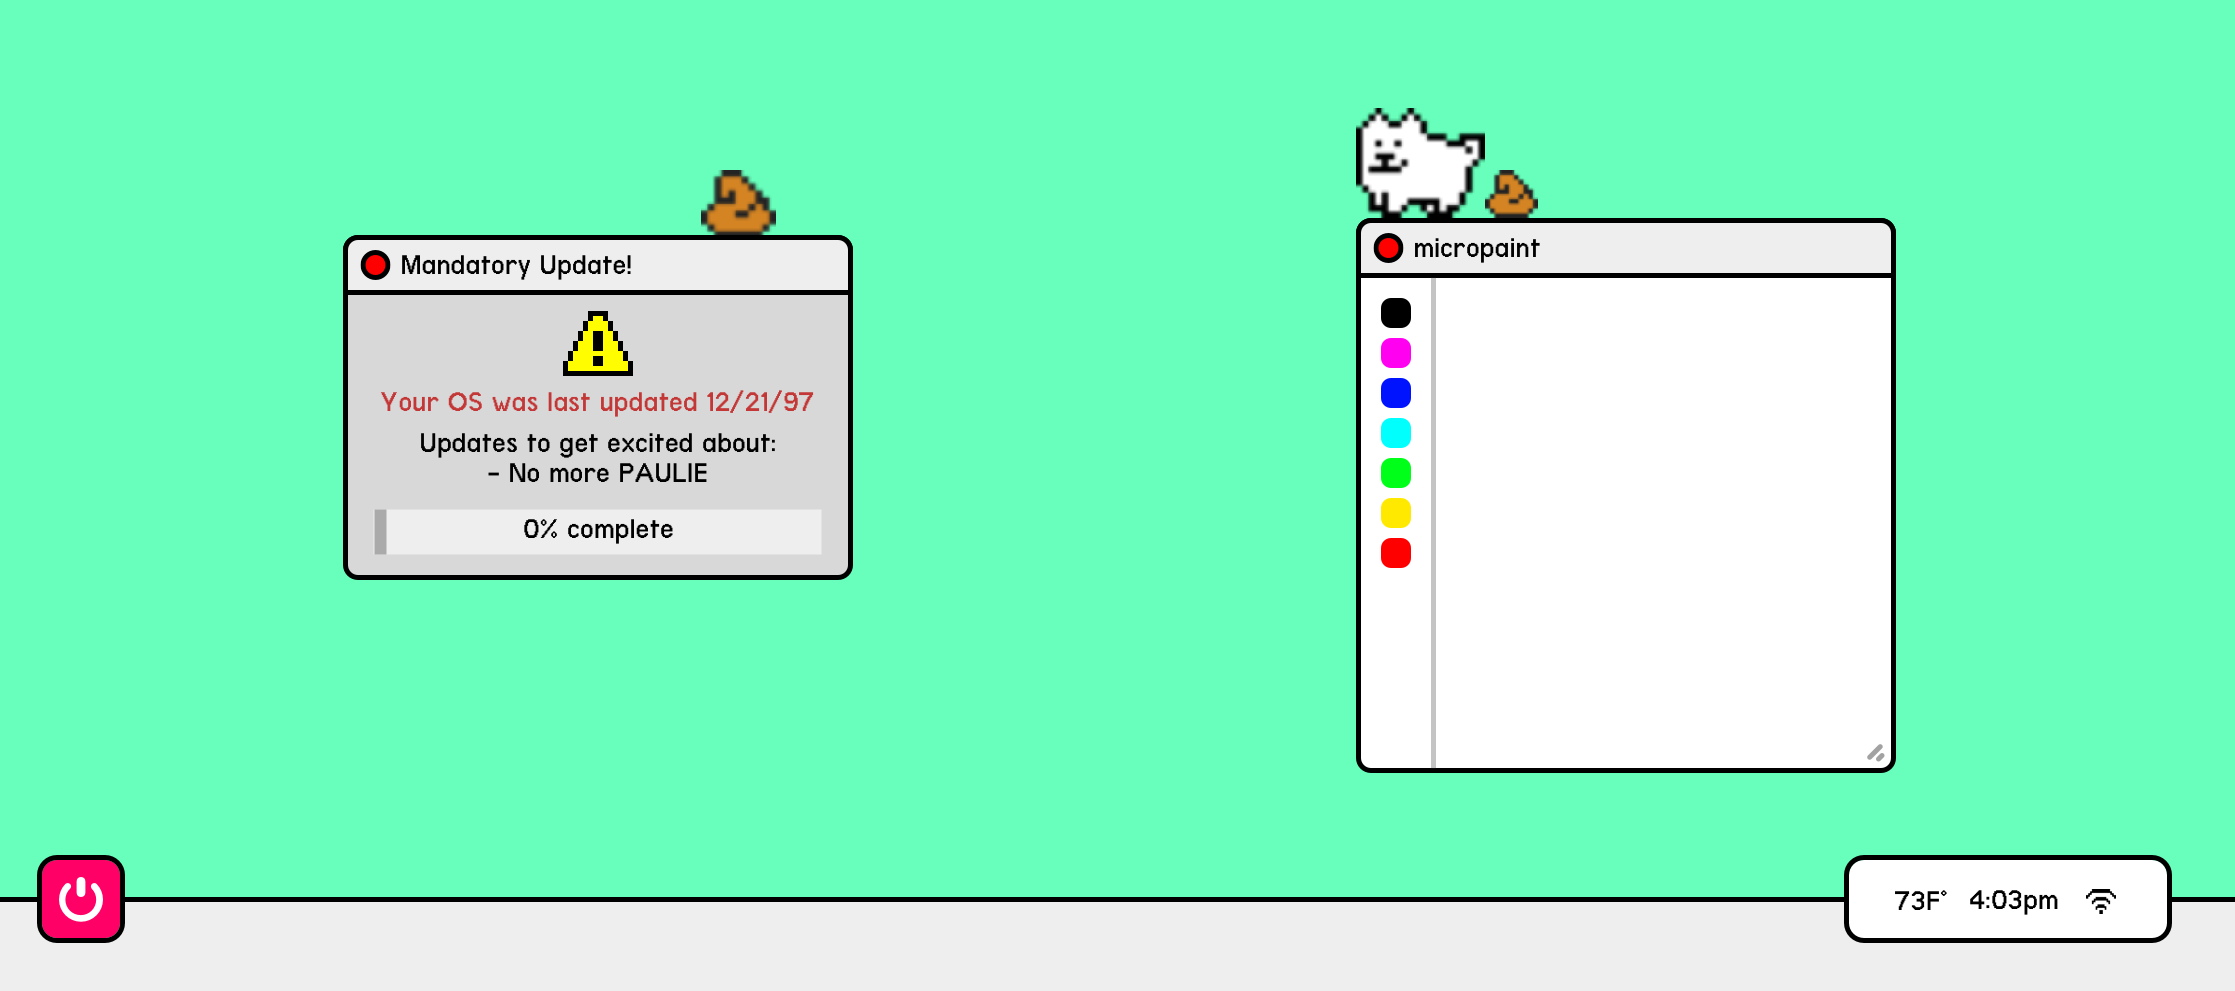 Mandatory Update!
Your OS was last updated 12/21/97
Updates to get excited about:
- No more PAULIE
0% complete
micropaint
73F° 4:03pm